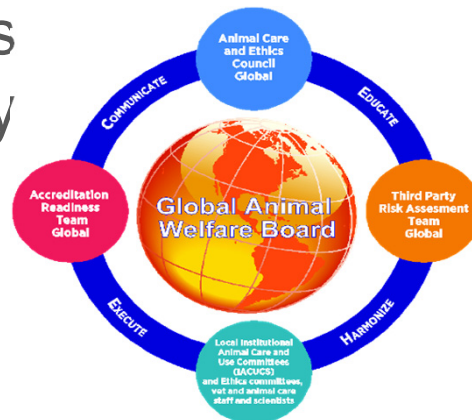 s
y
Animal Care
and Ethics
Council
Global
COMMUNICATE
EDUCATE
Accreditation
Readiness
Team
Global
Global Animal
Welfare Board
Third Party
Risk Assesment
Team
Global
EXECUTE
HARMONIZE
Local Institutional
Animal Care and
Use Committees
(IACUCS)
and Ethics committees,
vet and animal care
staff and scientists